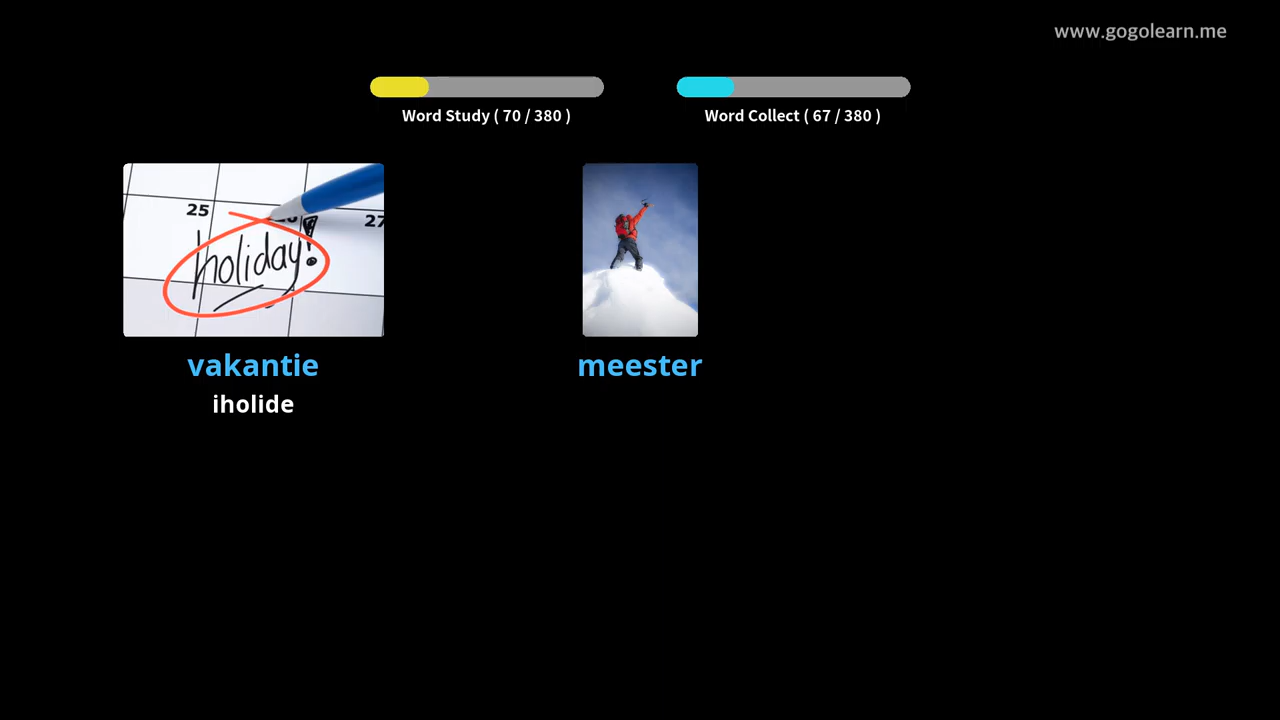 www.gogolearn.me
Word Study ( 70 / 380 )
Word Collect ( 67 / 380 )
25
27
holiday!
vakantie
meester
iholide